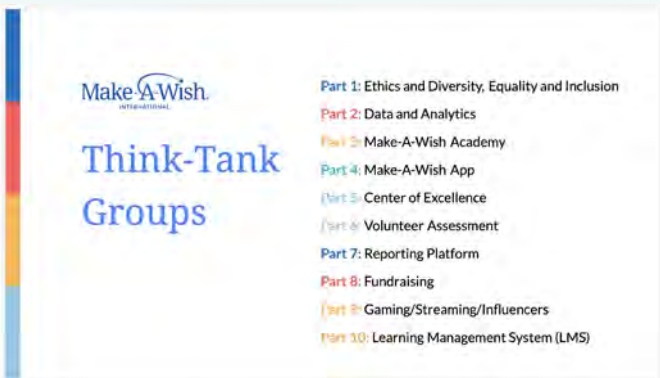 Make-A-Wish
INTERNATIONAL
Think-Tank
Groups
Part 1: Ethics and Diversity, Equality and Inclusion
Part 2: Data and Analytics
Part 3: Make-A-Wish Academy
Part 4: Make-A-Wish App
Part 5: Center of Excellence
Part 6: Volunteer Assessment
Part 7: Reporting Platform
Part 8: Fundraising
Part 9: Gaming/Streaming/Influencers
Part 10: Learning Management System (LMS)